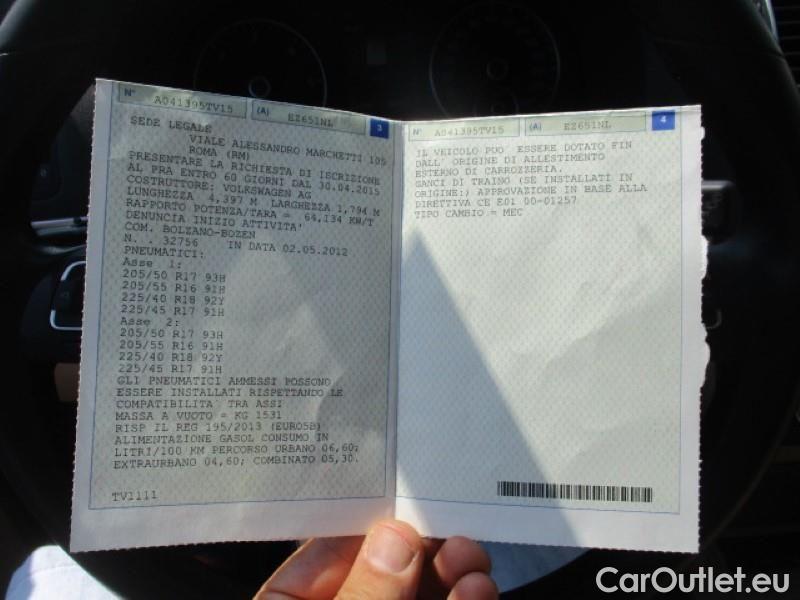 N° A041395TV15 (A) EZ651NL 3
SEDE LEGALE
VIALE ALESSANDRO MARCHETTI 105
ROMA (RM)
PRESENTARE LA RICHIESTA DI ISCRIZIONE
AL PRA ENTRO 60 GIORNI DAL 30.04.2015
COSTRUTTORE: VOLKSWAGEN AG
LUNGHEZZA 4,397 M LARGHEZZA 1,794 M
RAPPORTO POTENZA/TARA = 64,134 KW/T
DENUNCIA INIZIO ATTIVITA'
COM. BOLZANO-BOZEN
N. . 32756 IN DATA 02.05.2012
PNEUMATICI:
Asse 1:
205/50 R17 93H
205/55 R16 91H
225/40 R18 92Y
225/45 R17 91H
Asse 2:
205/50 R17 93H
205/55 R16 91H
225/40 R18 92Y
225/45 R17 91H
GLI PNEUMATICI AMMESSI POSSONO
ESSERE INSTALLATI RISPETTANDO LE
COMPATIBILITA' TRA ASSI
MASSA A VUOTO = KG 1531
RISP IL REG 195/2013 (EURO5B)
ALIMENTAZIONE GASOL CONSUMO IN
LITRI/100 KM PERCORSO URBANO 06,60;
EXTRAURBANO 04,60; COMBINATO 05,30.
TV1111
N° A041395TV15 (A) EZ651NL 4
IL VEICOLO PUO' ESSERE DOTATO FIN
DALL' ORIGINE DI ALLESTIMENTO
ESTERNO DI CARROZZERIA.
GANCI DI TRAINO (SE INSTALLATI IN
ORIGINE:) APPROVAZIONE IN BASE ALLA
DIRETTIVA CE E01 00-01257
TIPO CAMBIO = MEC
CarOutlet.eu